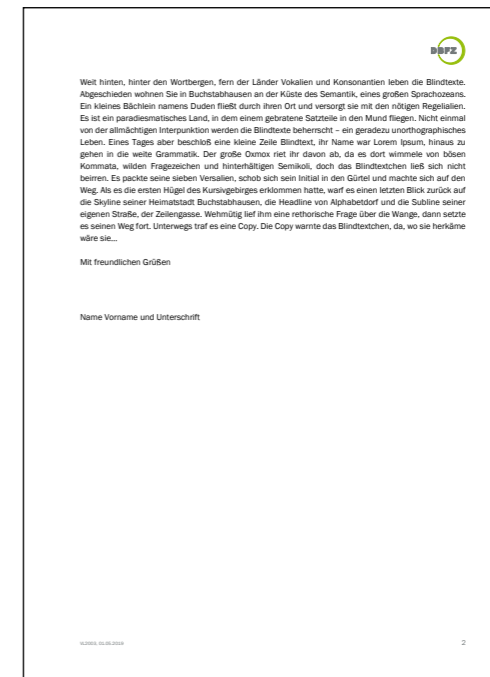 DBFZ
Weit hinten, hinter den Wortbergen, fern der Länder Vokalien und Konsonantien leben die Blindtexte.
Abgeschieden wohnen Sie in Buchstabhausen an der Küste des Semantik, eines großen Sprachozeans.
Ein kleines Bächlein namens Duden fließt durch ihren Ort und versorgt sie mit den nötigen Regelialien.
Es ist ein paradiesmatisches Land, in dem einem gebratene Satzteile in den Mund fliegen. Nicht einmal
von der allmächtigen Interpunktion werden die Blindtexte beherrscht – ein geradezu unorthographisches
Leben. Eines Tages aber beschloß eine kleine Zeile Blindtext, ihr Name war Lorem Ipsum, hinaus zu
gehen in die weite Grammatik. Der große Oxmox riet ihr davon ab, da es dort wimmele von bösen
Kommata, wilden Fragezeichen und hinterhältigen Semikoli, doch das Blindtextchen ließ sich nicht
beirren. Es packte seine sieben Versalien, schob sich sein Initial in den Gürtel und machte sich auf den
Weg. Als es die ersten Hügel des Kursivgebirges erklommen hatte, warf es einen letzten Blick zurück auf
die Skyline seiner Heimatstadt Buchstabhausen, die Headline von Alphabetdorf und die Subline seiner
eigenen Straße, der Zeilengasse. Wehmütig lief ihm eine rethorische Frage über die Wange, dann setzte
es seinen Weg fort. Unterwegs traf es eine Copy. Die Copy warnte das Blindtextchen, da, wo sie herkäme
wäre sie...
Mit freundlichen Grüßen
Name Vorname und Unterschrift
2